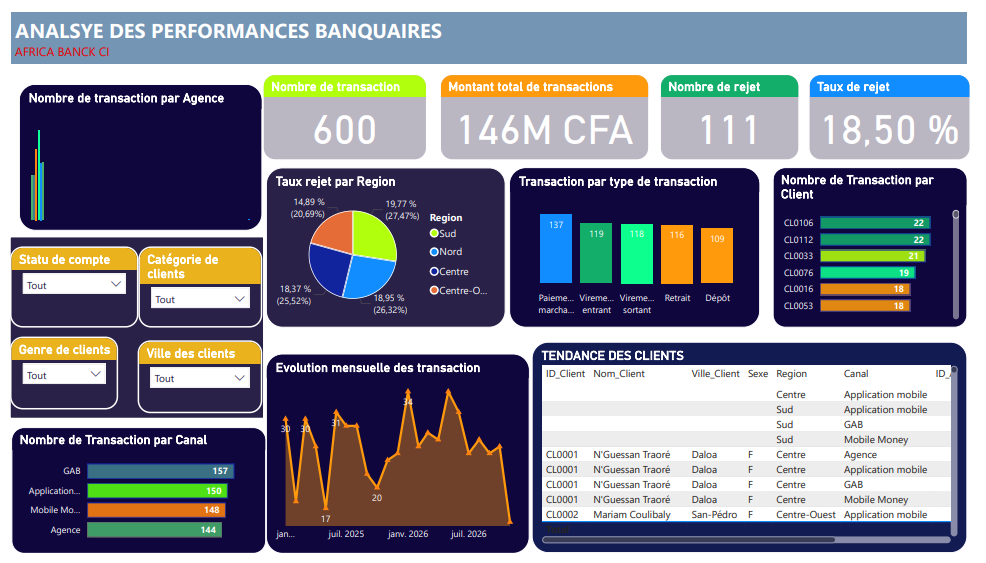 ANALSYE DES PERFORMANCES BANQUAIRES
AFRICA BANCK CI
Nombre de transaction par Agence
Nombre de transaction
600
Montant total de transactions
146M CFA
Nombre de rejet
111
Taux de rejet
18,50 %
Taux rejet par Region
14,89 %
(20,69%)
19,77 %
(27,47%)
18,37 %
(25,52%)
18,95 %
(26,32%)
Region
Sud
Nord
Centre
Centre-O...
Transaction par type de transaction
137
119
118
116
109
Paieme...
marcha...
Vireme...
entrant
Vireme...
sortant
Retrait
Dépôt
Nombre de Transaction par
Client
CL0106 22
CL0112 22
CL0033 21
CL0076 19
CL0016 18
CL0053 18
Statu de compte
Tout
Catégorie de
clients
Tout
Genre de clients
Tout
Ville des clients
Tout
Nombre de Transaction par Canal
GAB 157
Application... 150
Mobile Mo... 148
Agence 144
Evolution mensuelle des transaction
30
30
31
34
20
17
jan...
juil. 2025
janv. 2026
juil. 2026
TENDANCE DES CLIENTS
ID_Client Nom_Client Ville_Client Sexe Region Canal
Centre Application mobile
Sud Application mobile
Sud GAB
Sud Mobile Money
CL0001 N'Guessan Traoré Daloa F Centre Agence
CL0001 N'Guessan Traoré Daloa F Centre Application mobile
CL0001 N'Guessan Traoré Daloa F Centre GAB
CL0001 N'Guessan Traoré Daloa F Centre Mobile Money
CL0002 Mariam Coulibaly San-Pédro F Centre-Ouest Application mobile